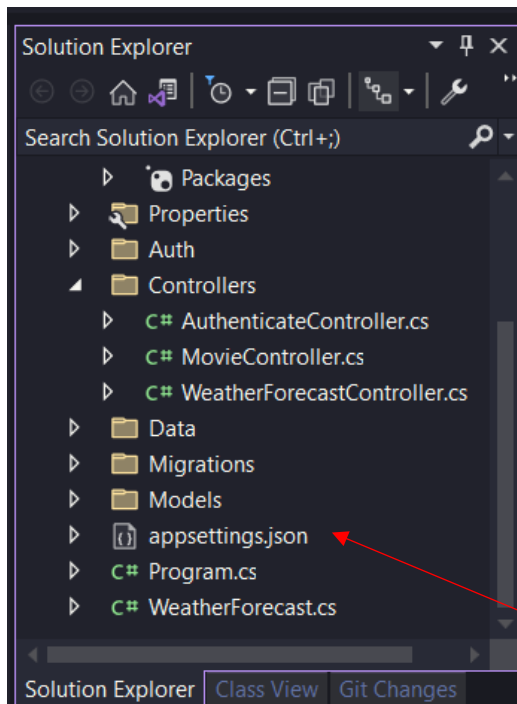 Solution Explorer
Search Solution Explorer (Ctrl+;)
Packages
Properties
Auth
Controllers
C# AuthenticateController.cs
C# MovieController.cs
C# WeatherForecastController.cs
Data
Migrations
Models
appsettings.json
C# Program.cs
C# WeatherForecast.cs
Solution Explorer Class View Git Changes